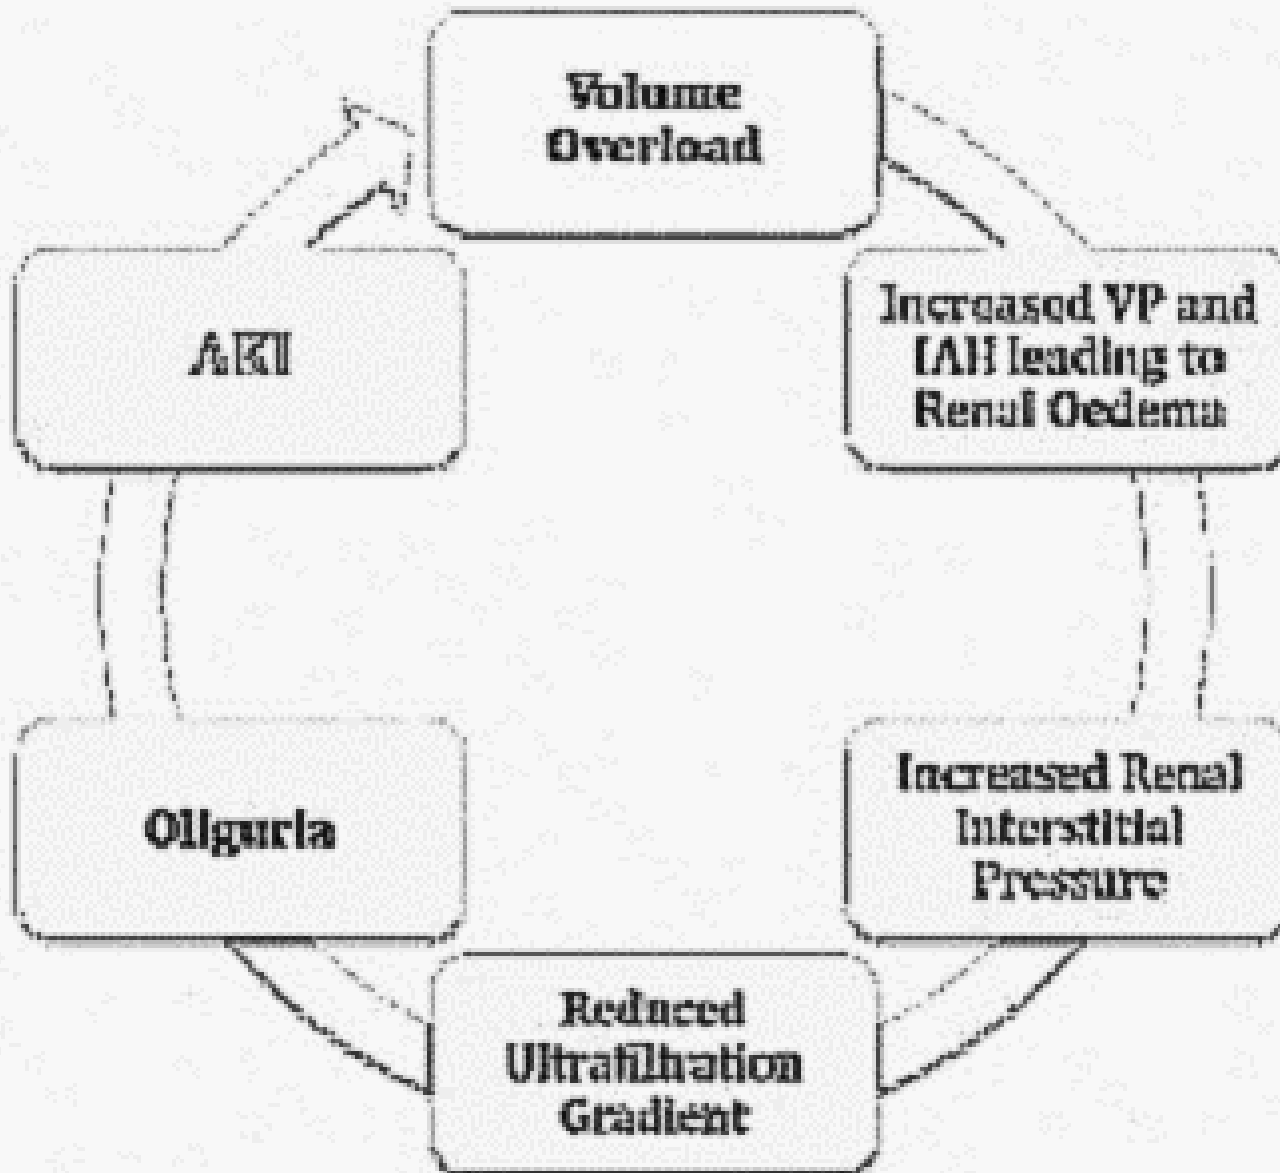 Volume
Overload
Increased VP and
IAH leading to
Renal Oedema
Increased Renal
Interstitial
Pressure
Reduced
Ultrafiltration
Gradient
Oliguria
AKI